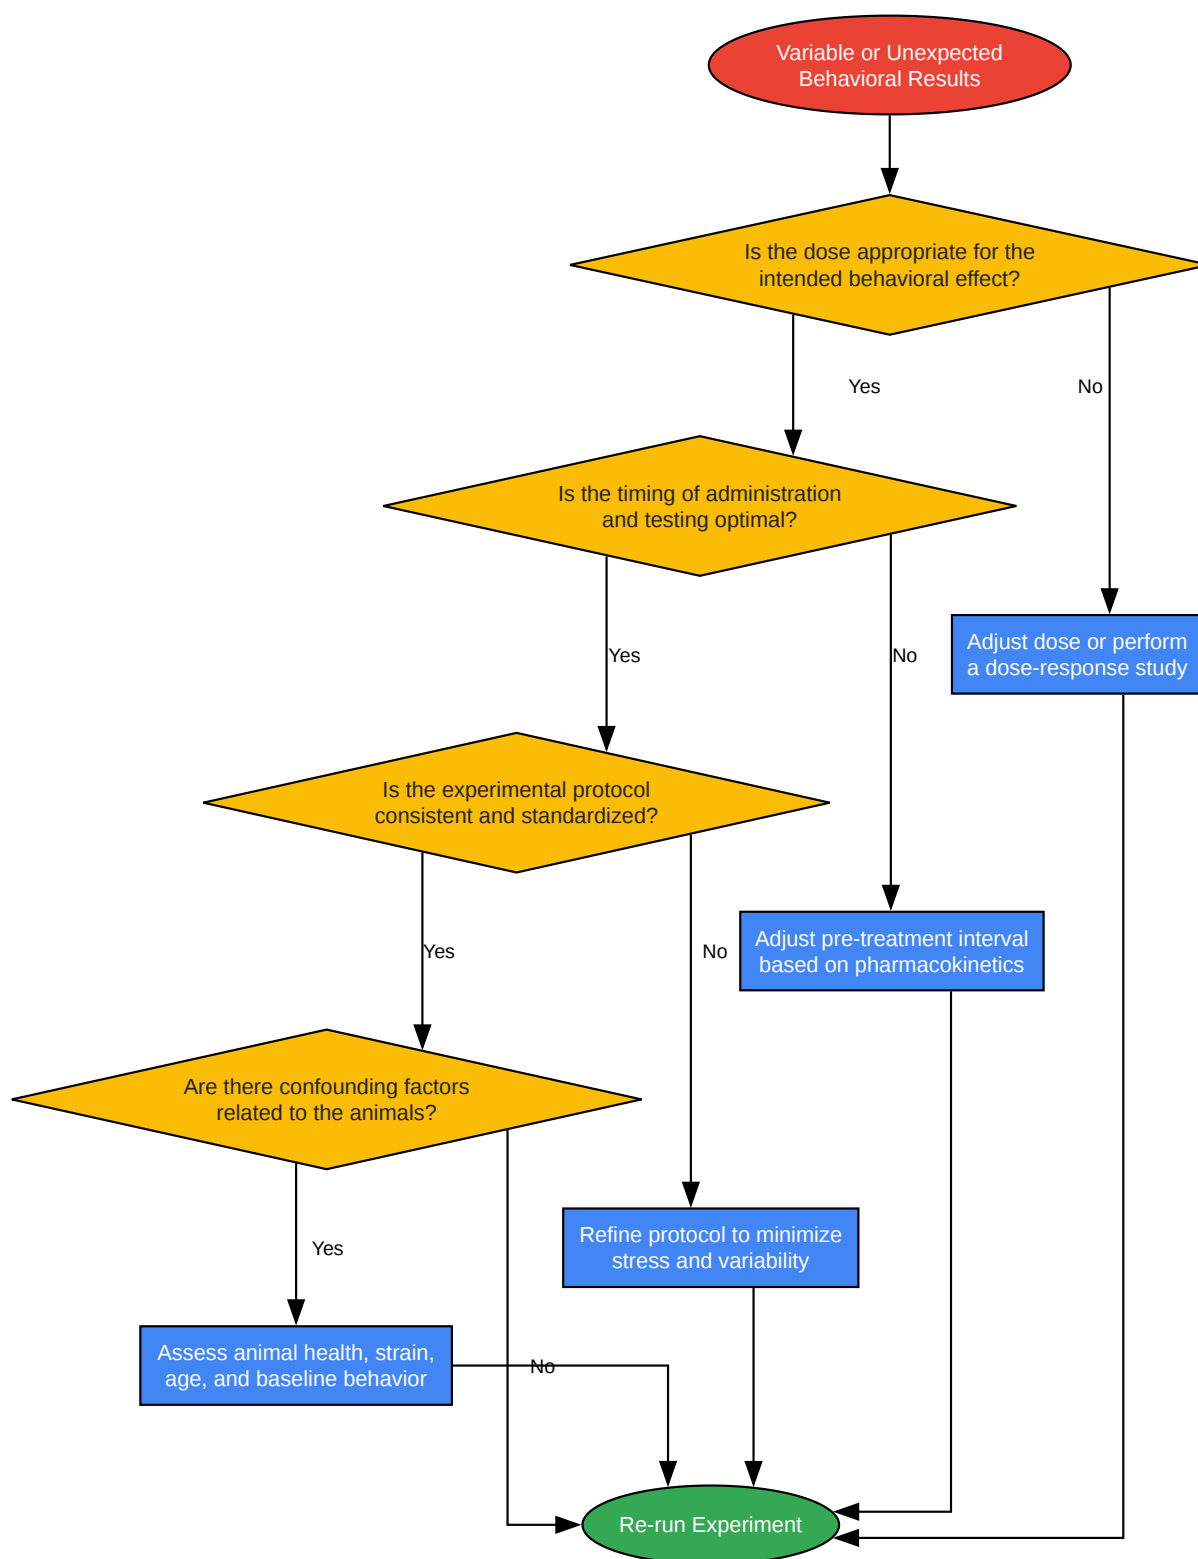 Variable or Unexpected
Behavioral Results
Is the dose appropriate for the
intended behavioral effect?
Yes
No
Is the timing of administration
and testing optimal?
Yes
No
Adjust dose or perform
a dose-response study
Is the experimental protocol
consistent and standardized?
Yes
No
Adjust pre-treatment interval
based on pharmacokinetics
Are there confounding factors
related to the animals?
Yes
Refine protocol to minimize
stress and variability
Assess animal health, strain,
age, and baseline behavior
No
Re-run Experiment